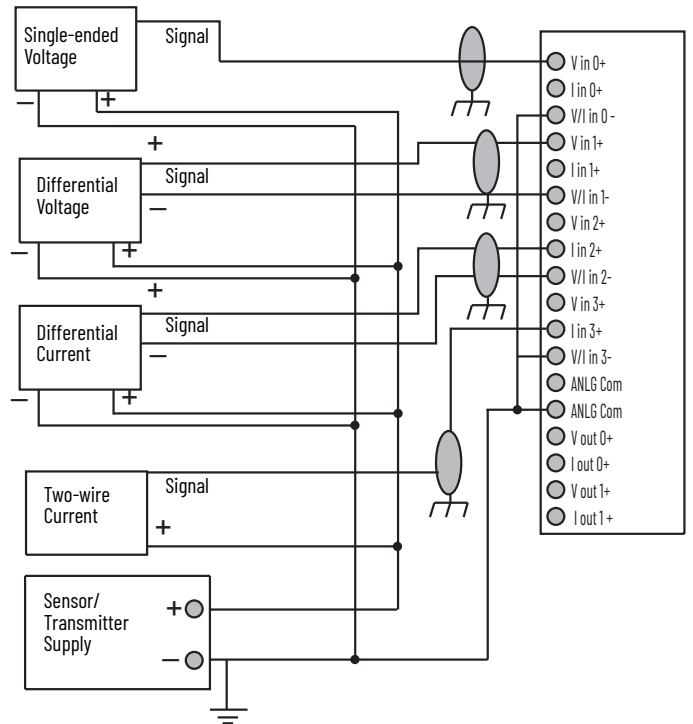 Single-ended
Voltage
Signal
−
+
+
Differential
Voltage
Signal
−
−
+
+
Differential
Current
Signal
−
−
+
Two-wire
Current
Signal
+
Sensor/
Transmitter
Supply
+
−
V in 0+
I in 0+
V/I in 0 -
V in 1+
I in 1+
V/I in 1-
V in 2+
I in 2+
V/I in 2-
V in 3+
I in 3+
V/I in 3-
ANLG Com
ANLG Com
V out 0+
I out 0+
V out 1+
I out 1 +